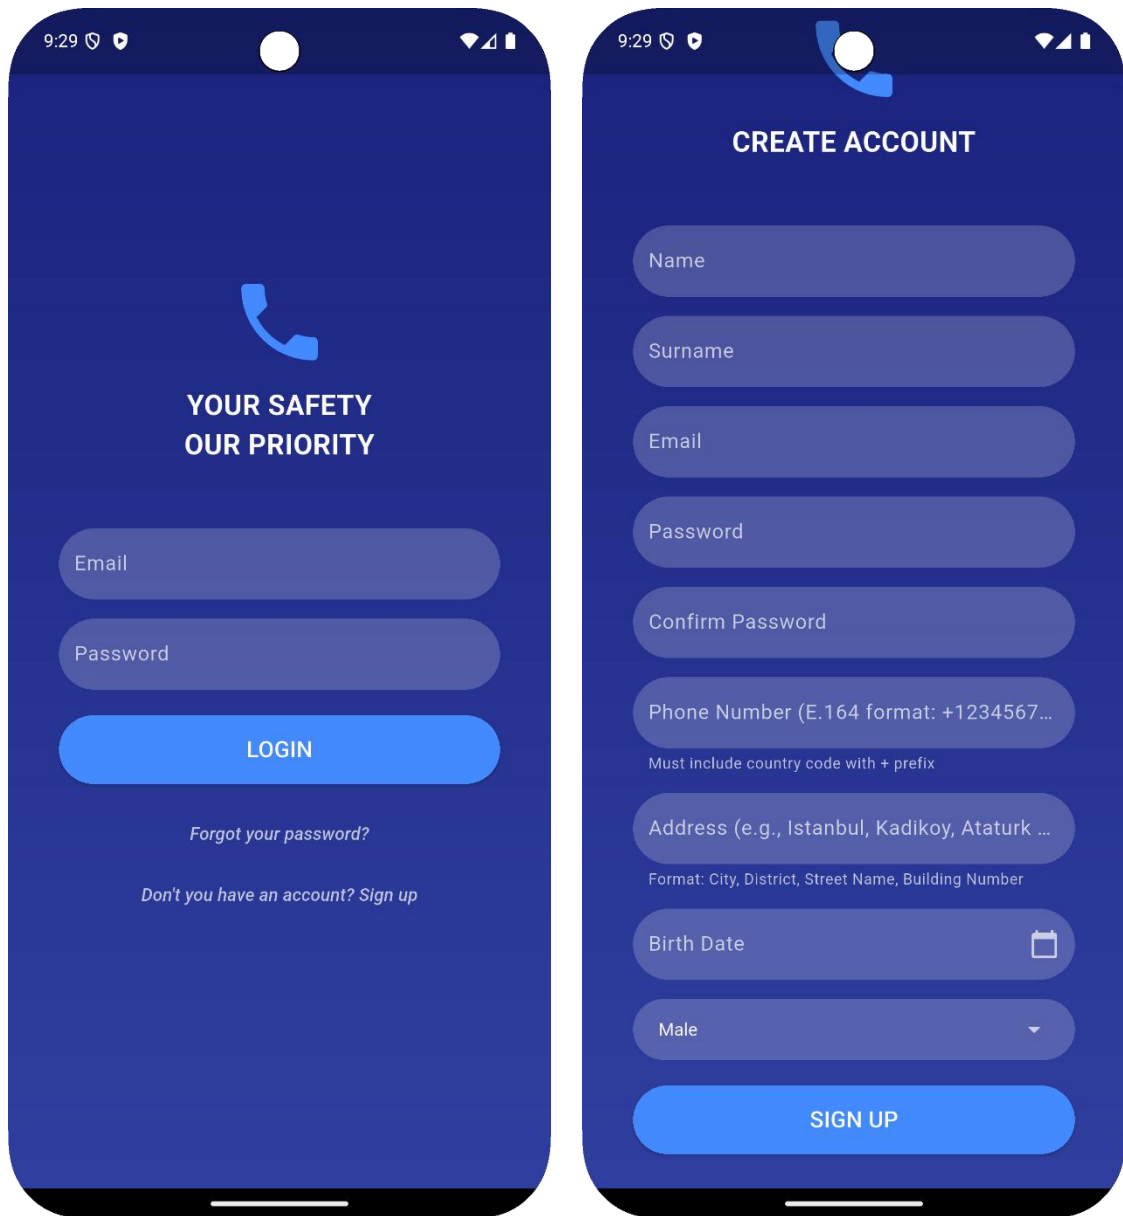 9:29
YOUR SAFETY
OUR PRIORITY
Email
Password
LOGIN
Forgot your password?
Don't you have an account? Sign up
9:29
CREATE ACCOUNT
Name
Surname
Email
Password
Confirm Password
Phone Number (E.164 format: +1234567...
Must include country code with + prefix
Address (e.g., Istanbul, Kadikoy, Ataturk ...
Format: City, District, Street Name, Building Number
Birth Date
Male
SIGN UP